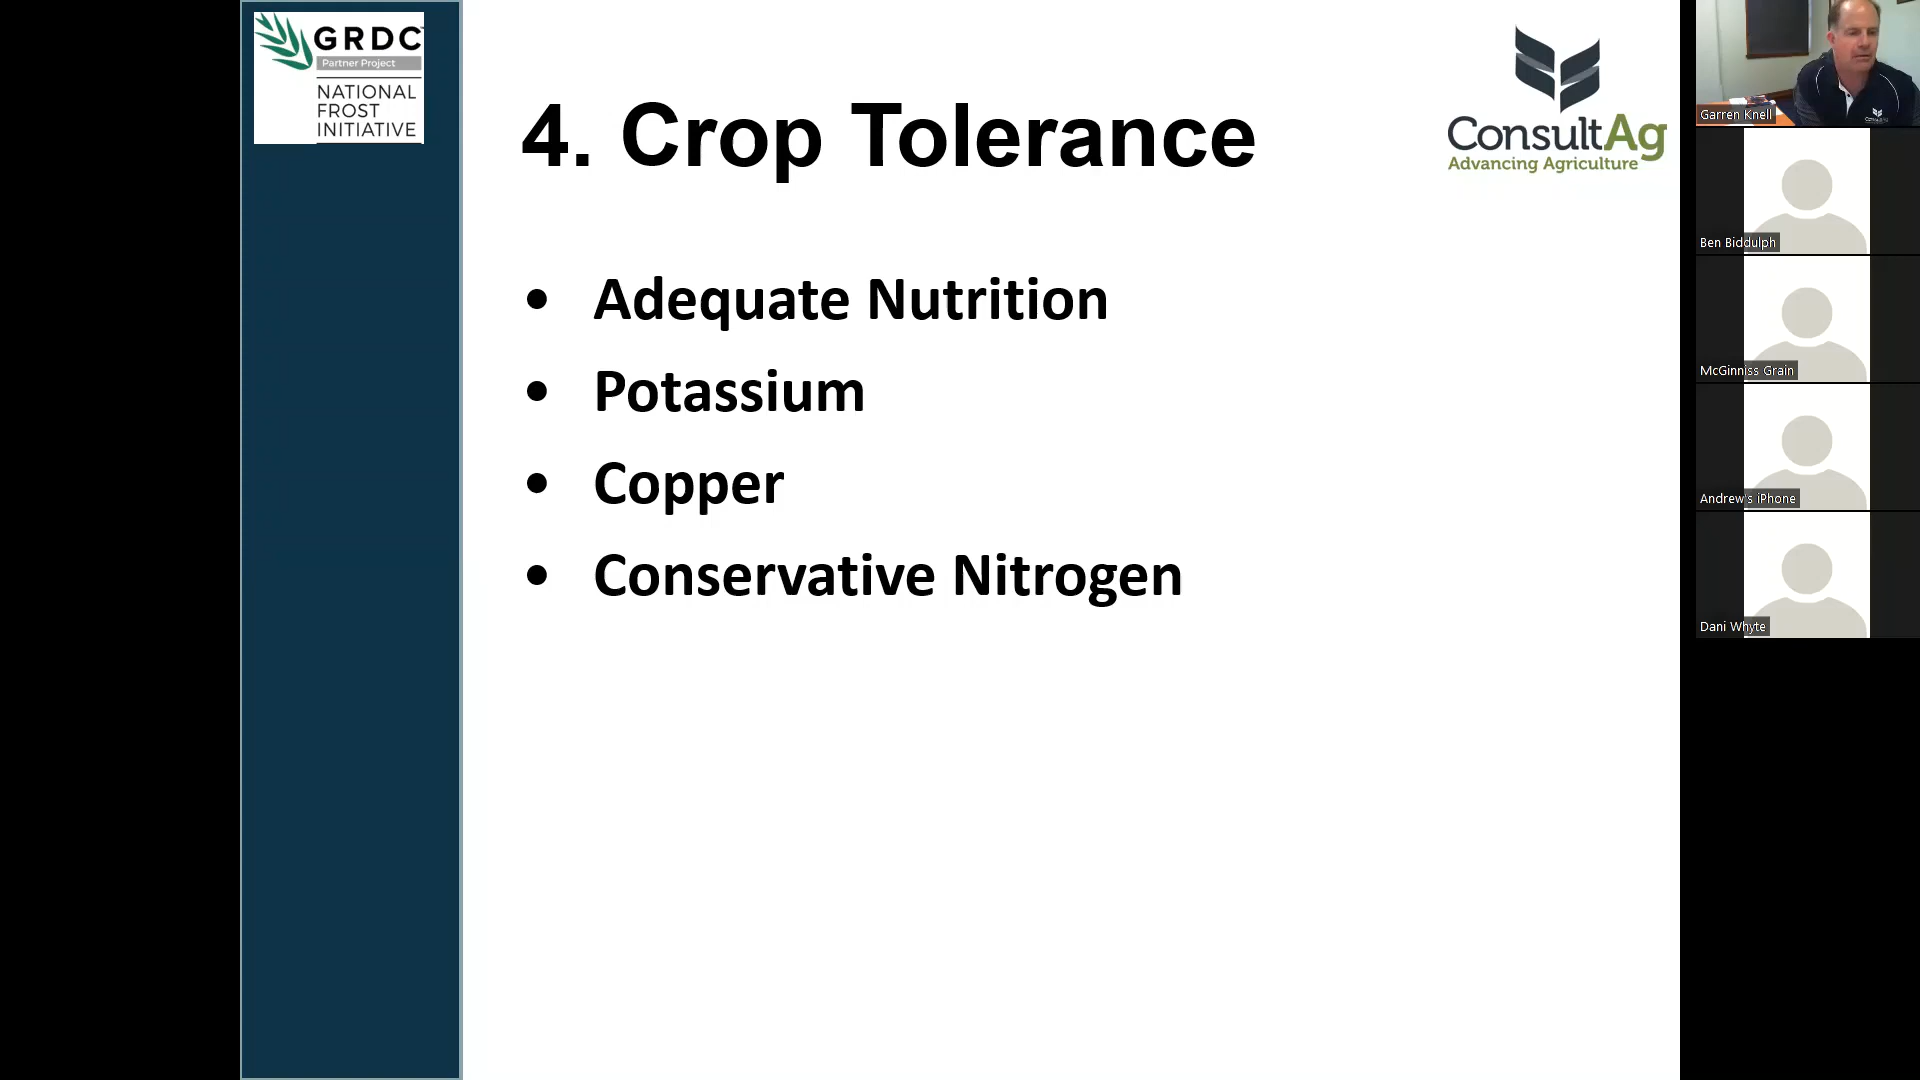 GRDC
Partner Project
NATIONAL
FROST
INITIATIVE
4. Crop Tolerance
ConsultAg
Advancing Agriculture
• Adequate Nutrition
• Potassium
• Copper
• Conservative Nitrogen
Garren Knell
Ben Biddulph
McGinniss Grain
Andrew's iPhone
Dani Whyte